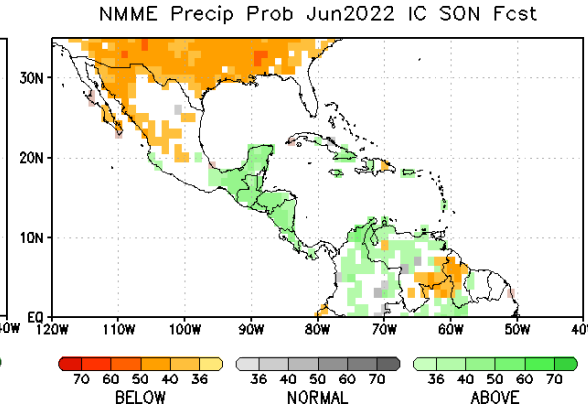 NMME Precip Prob Jun2022 IC SON Fcst
30N
20N
10N
EQ
40W 120W 110W 100W 90W 80W 70W 60W 50W 40
70 60 50 40 36 36 40 50 60 70 36 40 50 60 70
BELOW NORMAL ABOVE